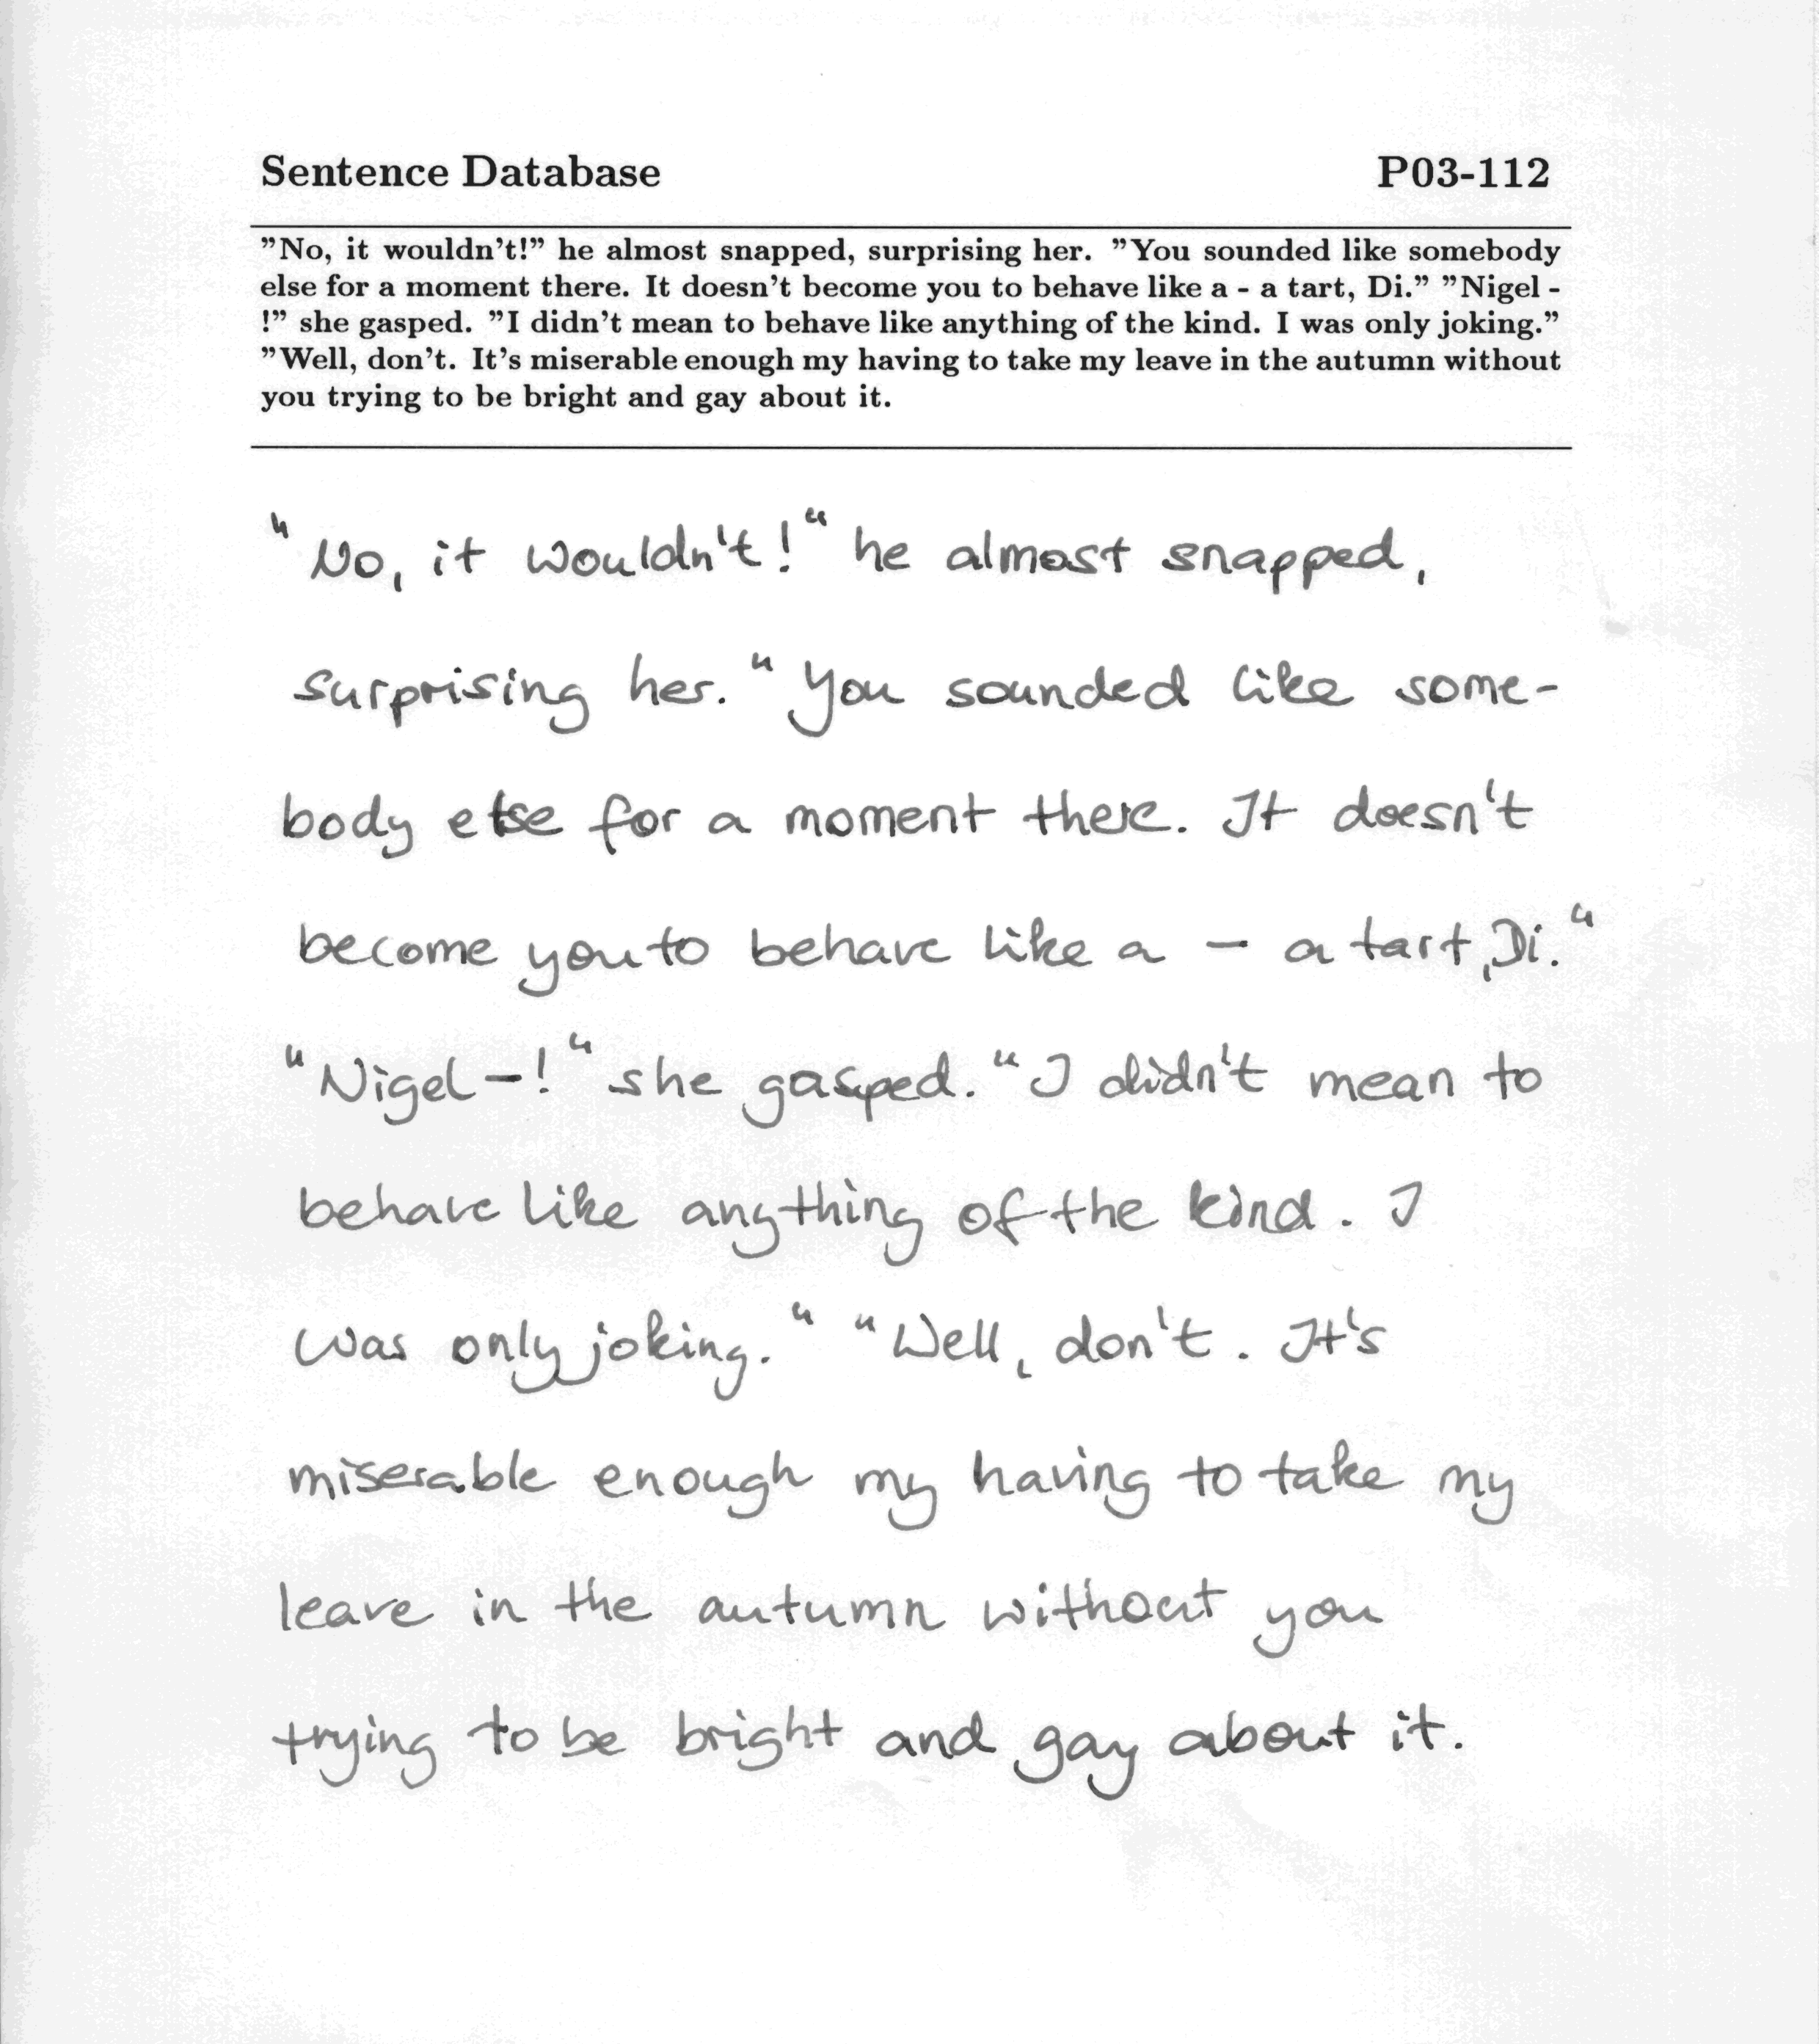 Sentence Database P03-112
”No, it wouldn’t!” he almost snapped, surprising her. ”You sounded like somebody
else for a moment there. It doesn’t become you to behave like a - a tart, Di.” ”Nigel -
!” she gasped. ”I didn’t mean to behave like anything of the kind. I was only joking.”
”Well, don’t. It’s miserable enough my having to take my leave in the autumn without
you trying to be bright and gay about it.
"No, it wouldn't!" he almost snapped,
surprising her. "You sounded like some-
body else for a moment there. It doesn't
become you to behave like a - a tart, Di."
"Nigel -!" she gasped. "I didn't mean to
behave like anything of the kind. I
was only joking." "Well, don't. It's
miserable enough my having to take my
leave in the autumn without you
trying to be bright and gay about it.